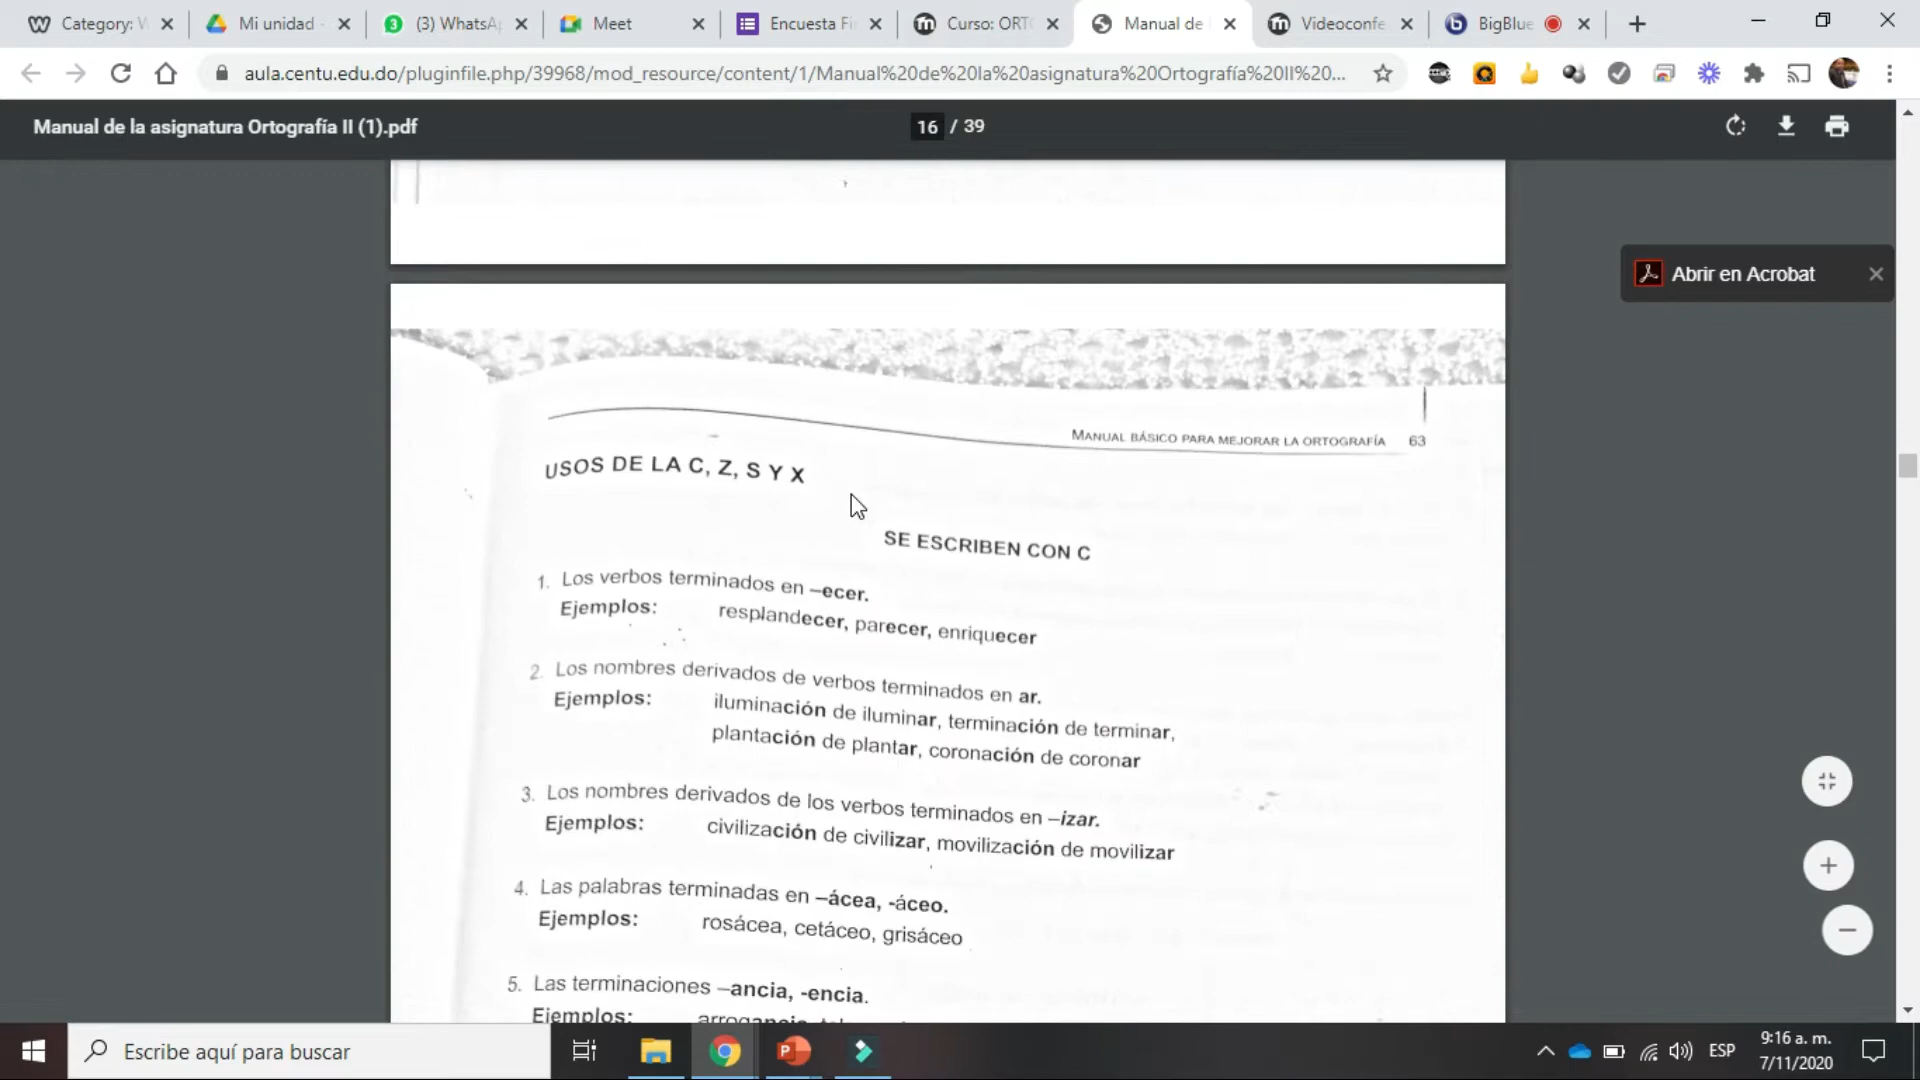 Category: W
Mi unidad -
(3) WhatsA
Meet
Encuesta Fi
Curso: ORT
Manual de
Videoconfe
BigBlue
aula.centu.edu.do/pluginfile.php/39968/mod_resource/content/1/Manual%20de%20la%20asignatura%20Ortografía%20II%20...
Manual de la asignatura Ortografía II (1).pdf
16 / 39
Abrir en Acrobat
MANUAL BÁSICO PARA MEJORAR LA ORTOGRAFÍA 63
USOS DE LA C, Z, S Y X
SE ESCRIBEN CON C
1. Los verbos terminados en –ecer.
Ejemplos: resplandecer, parecer, enriquecer
2. Los nombres derivados de verbos terminados en ar.
Ejemplos: iluminación de iluminar, terminación de terminar,
plantación de plantar, coronación de coronar
3. Los nombres derivados de los verbos terminados en –izar.
Ejemplos: civilización de civilizar, movilización de movilizar
4. Las palabras terminadas en –ácea, -áceo.
Ejemplos: rosácea, cetáceo, grisáceo
5. Las terminaciones –ancia, -encia.
Ejemplos:
Escribe aquí para buscar
ESP
9:16 a. m.
7/11/2020